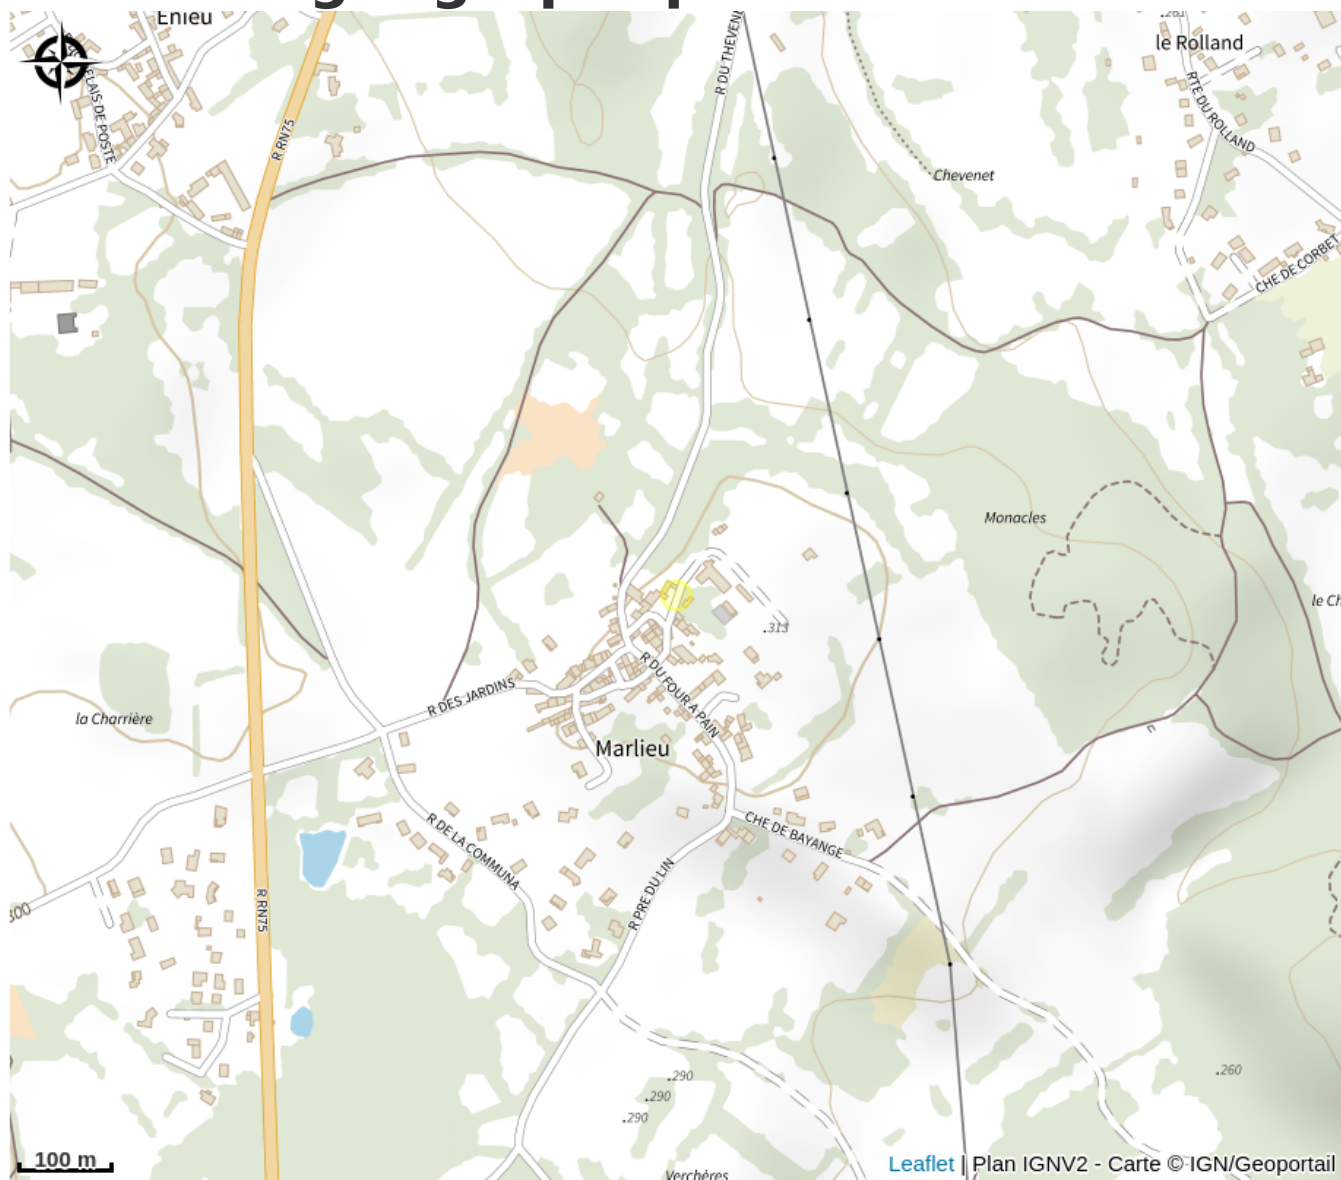 Enieu
le Rolland
R DU THEVEN
R RN75
RTE DU ROLLAND
Chevenet
CHE DE CORBET
Monacles
le Ch
.313
R DU FOUR A PAIN
R DES JARDINS
la Charrière
Marlieu
R DE LA COMMUNA
CHE DE BAYANGE
R PRE DU LIN
R RN75
300
.290
.290
.290
.260
100 m
Verchères
Leaflet | Plan IGNV2 - Carte © IGN/Geoportail